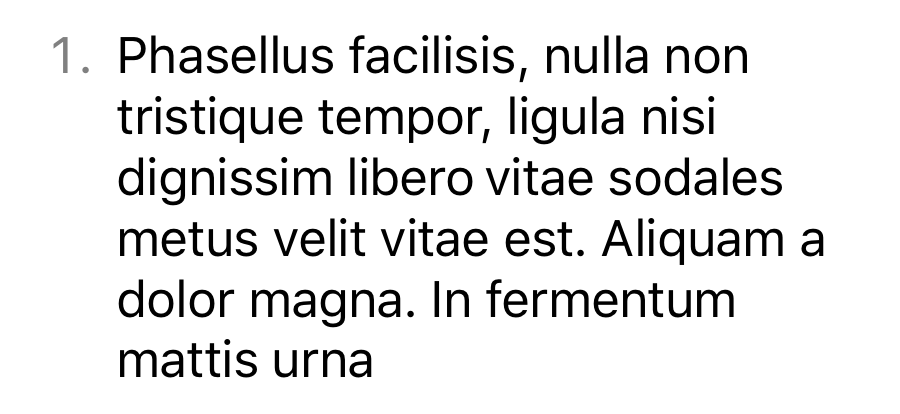 1. Phasellus facilisis, nulla non
tristique tempor, ligula nisi
dignissim libero vitae sodales
metus velit vitae est. Aliquam a
dolor magna. In fermentum
mattis urna